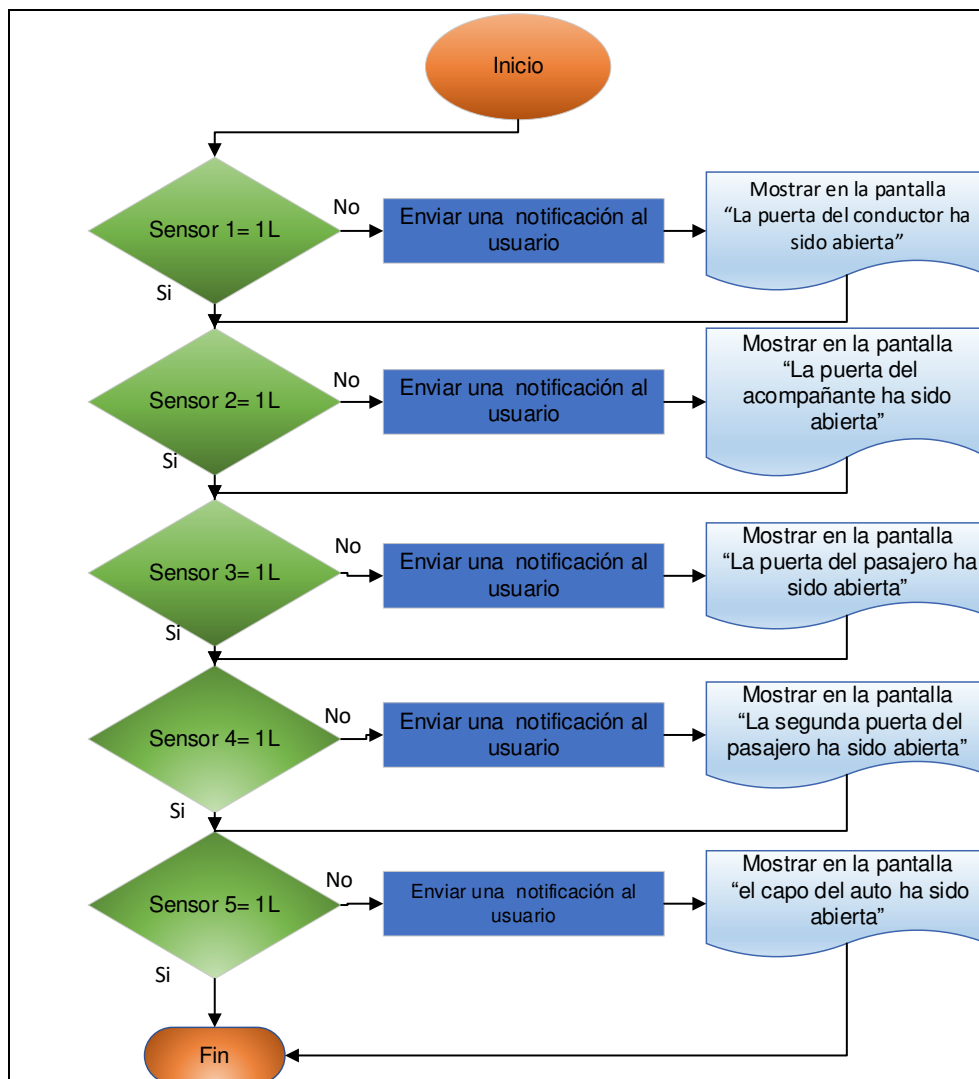 Inicio
Sensor 1= 1L
No
Si
Enviar una notificación al
usuario
Mostrar en la pantalla
“La puerta del conductor ha
sido abierta”
Sensor 2= 1L
No
Si
Enviar una notificación al
usuario
Mostrar en la pantalla
“La puerta del
acompañante ha sido
abierta”
Sensor 3= 1L
No
Si
Enviar una notificación al
usuario
Mostrar en la pantalla
“La puerta del pasajero ha
sido abierta”
Sensor 4= 1L
No
Si
Enviar una notificación al
usuario
Mostrar en la pantalla
“La segunda puerta del
pasajero ha sido abierta”
Sensor 5= 1L
No
Si
Enviar una notificación al
usuario
Mostrar en la pantalla
“el capo del auto ha sido
abierta”
Fin